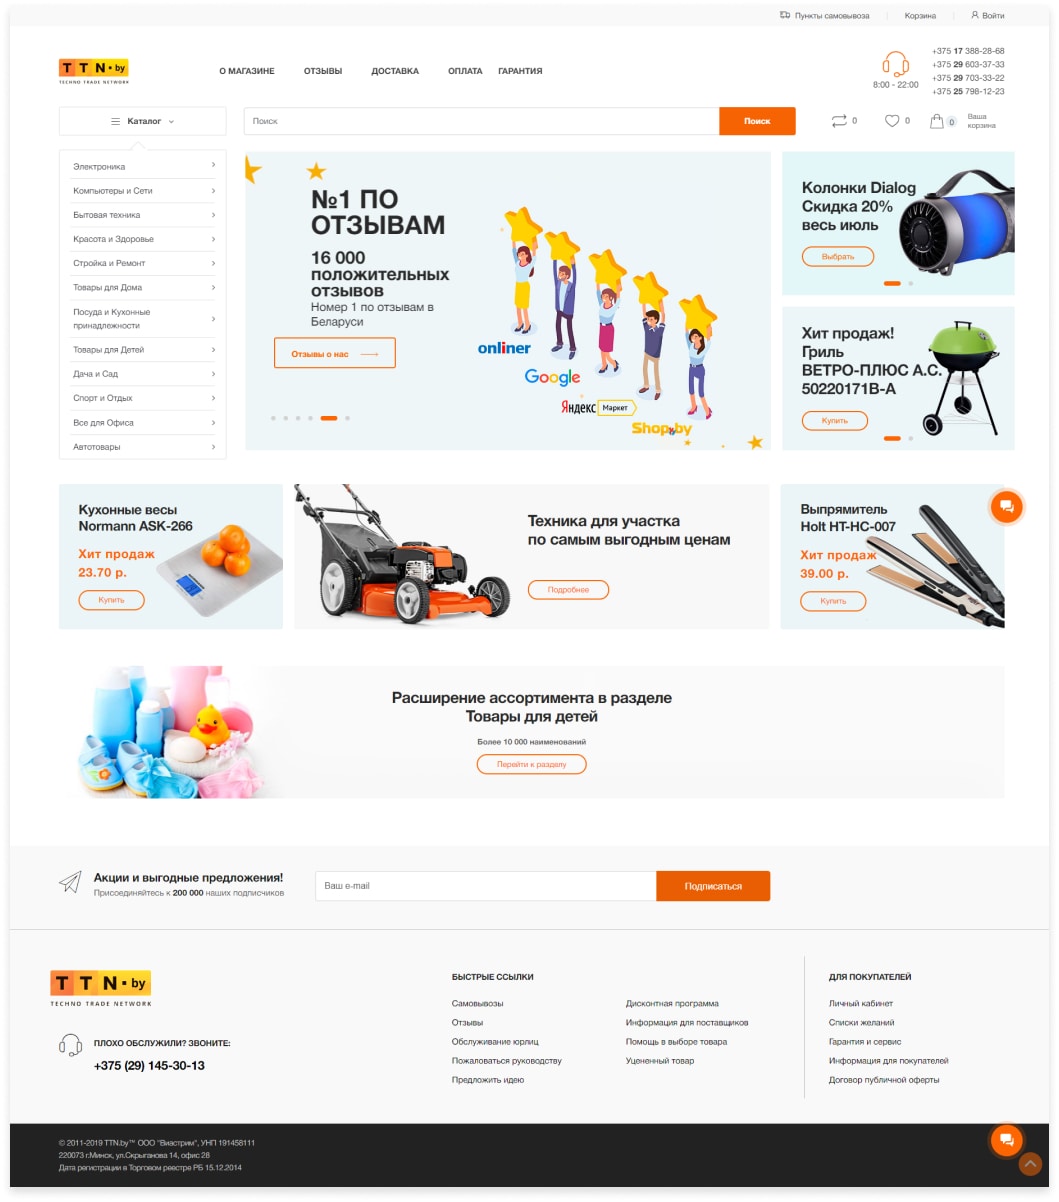 Пункты самовывоза
Корзина
Войти
TTN.by
TECHNO TRADE NETWORK
О МАГАЗИНЕ
ОТЗЫВЫ
ДОСТАВКА
ОПЛАТА
ГАРАНТИЯ
8:00 - 22:00
+375 17 388-28-68
+375 29 603-37-33
+375 29 703-33-22
+375 25 798-12-23
Каталог
Поиск
Поиск
0
0
0
Ваша
корзина
Электроника
Компьютеры и Сети
Бытовая техника
Красота и Здоровье
Стройка и Ремонт
Товары для Дома
Посуда и Кухонные
принадлежности
Товары для Детей
Дача и Сад
Спорт и Отдых
Все для Офиса
Автотовары
№1 ПО
ОТЗЫВАМ
16 000
положительных
отзывов
Номер 1 по отзывам в
Беларуси
Отзывы о нас
onliner
Google
Яндекс Маркет
Shop.by
Колонки Dialog
Скидка 20%
весь июль
Выбрать
Хит продаж!
Гриль
ВЕТРО-ПЛЮС А.С.
50220171В-А
Купить
Кухонные весы
Normann ASK-266
Хит продаж
23.70 р.
Купить
Техника для участка
по самым выгодным ценам
Подробнее
Выпрямитель
Holt HT-HC-007
Хит продаж
39.00 р.
Купить
Расширение ассортимента в разделе
Товары для детей
Более 10 000 наименований
Перейти к разделу
Акции и выгодные предложения!
Присоединяйтесь к 200 000 наших подписчиков
Ваш e-mail
Подписаться
TTN.by
TECHNO TRADE NETWORK
ПЛОХО ОБСЛУЖИЛИ? ЗВОНИТЕ:
+375 (29) 145-30-13
БЫСТРЫЕ ССЫЛКИ
Самовывозы
Отзывы
Обслуживание юрлиц
Пожаловаться руководству
Предложить идею
Дисконтная программа
Информация для поставщиков
Помощь в выборе товара
Уцененный товар
ДЛЯ ПОКУПАТЕЛЕЙ
Личный кабинет
Списки желаний
Гарантия и сервис
Информация для покупателей
Договор публичной оферты
© 2011-2019 TTN.by™ ООО "Виастрим", УНП 191458111
220073 г.Минск, ул.Скрыганова 14, офис 28
Дата регистрации в Торговом реестре РБ 15.12.2014